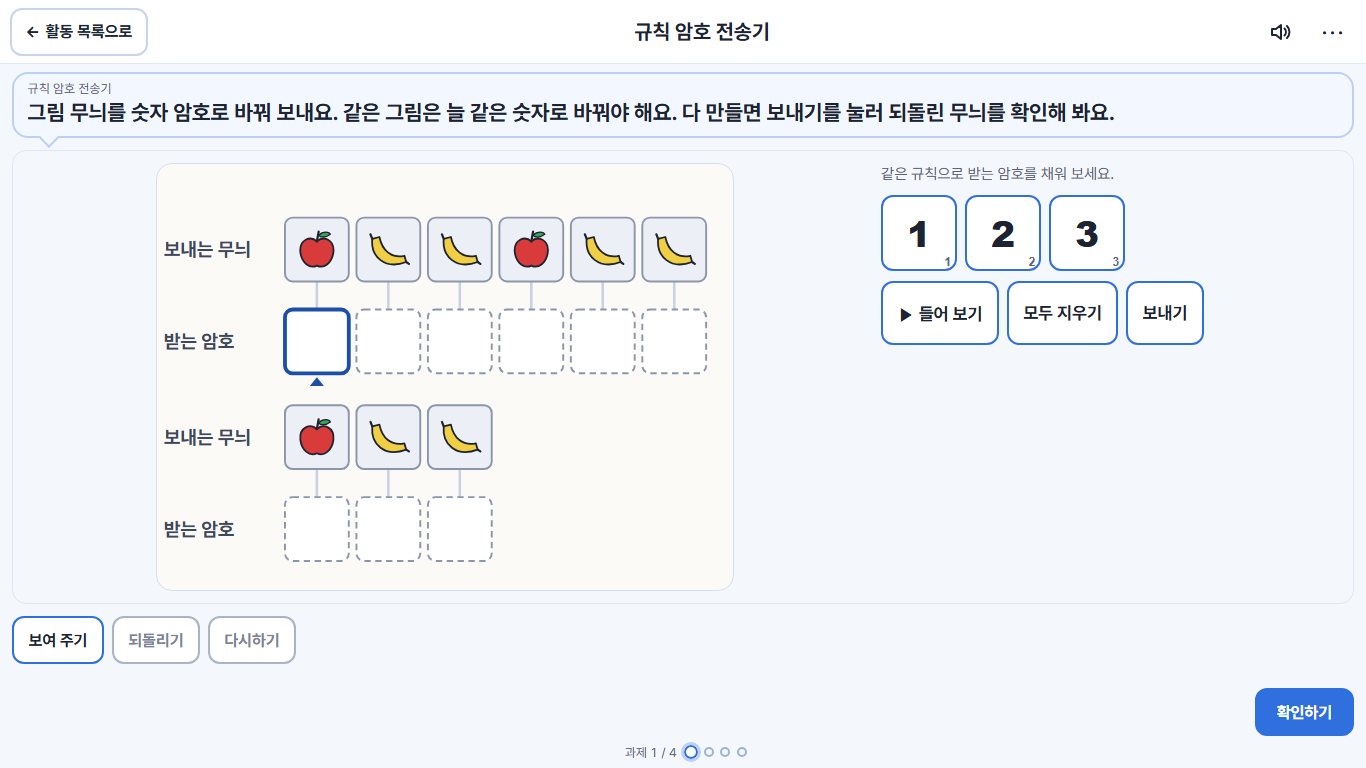 ← 활동 목록으로
규칙 암호 전송기
...
규칙 암호 전송기
그림 무늬를 숫자 암호로 바꿔 보내요. 같은 그림은 늘 같은 숫자로 바꿔야 해요. 다 만들면 보내기를 눌러 되돌린 무늬를 확인해 봐요.
보내는 무늬
받는 암호
보내는 무늬
받는 암호
같은 규칙으로 받는 암호를 채워 보세요.
1 1
2 2
3 3
▶ 들어 보기
모두 지우기
보내기
보여 주기
되돌리기
다시하기
확인하기
과제 1 / 4